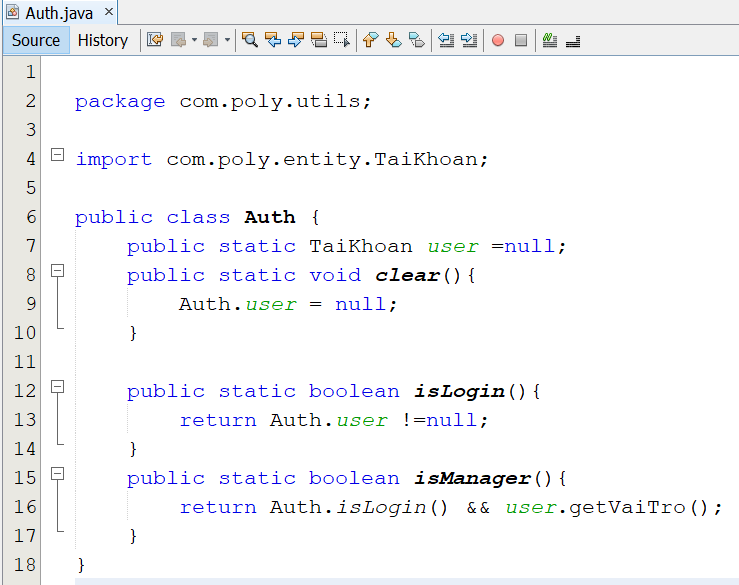 Auth.java ×
Source History
1
2 package com.poly.utils;
3
4 import com.poly.entity.TaiKhoan;
5
6 public class Auth {
7 public static TaiKhoan user =null;
8 public static void clear(){
9 Auth.user = null;
10 }
11
12 public static boolean isLogin(){
13 return Auth.user !=null;
14 }
15 public static boolean isManager(){
16 return Auth.isLogin() && user.getVaiTro();
17 }
18 }